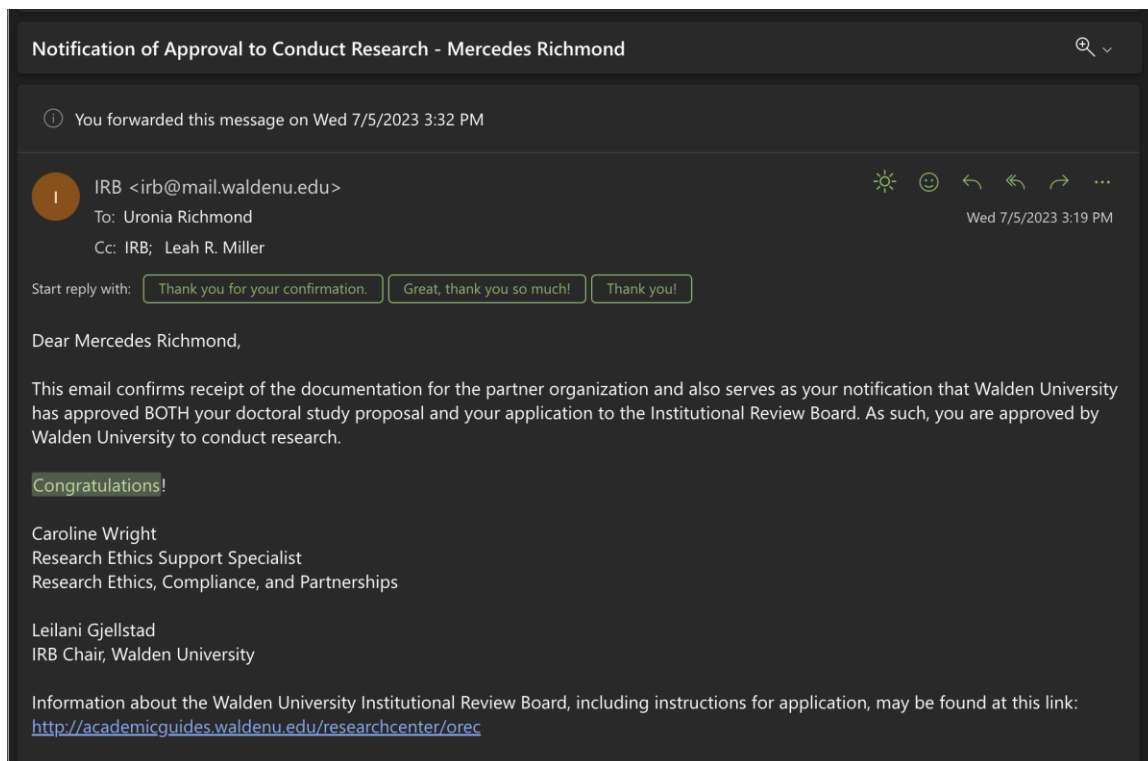 Notification of Approval to Conduct Research - Mercedes Richmond
You forwarded this message on Wed 7/5/2023 3:32 PM
I
IRB <irb@mail.waldenu.edu>
To: Uronia Richmond
Cc: IRB; Leah R. Miller
Wed 7/5/2023 3:19 PM
Start reply with: Thank you for your confirmation. Great, thank you so much! Thank you!
Dear Mercedes Richmond,
This email confirms receipt of the documentation for the partner organization and also serves as your notification that Walden University
has approved BOTH your doctoral study proposal and your application to the Institutional Review Board. As such, you are approved by
Walden University to conduct research.
Congratulations!
Caroline Wright
Research Ethics Support Specialist
Research Ethics, Compliance, and Partnerships
Leilani Gjellstad
IRB Chair, Walden University
Information about the Walden University Institutional Review Board, including instructions for application, may be found at this link:
http://academicguides.waldenu.edu/researchcenter/orec